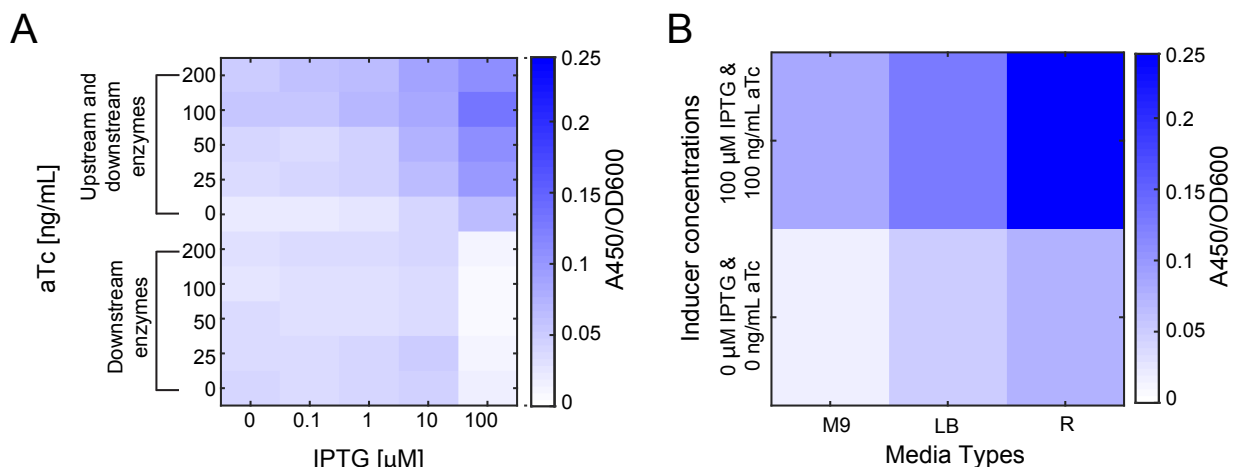 A
Upstream and
downstream
enzymes
Downstream
enzymes
aTc [ng/mL]
200
100
50
25
0
200
100
50
25
0
0 0.1 1 10 100
IPTG [µM]
0.25
0.2
0.15
0.1
0.05
0
A450/OD600
B
Inducer concentrations
100 µM IPTG &
100 ng/mL aTc
0 µM IPTG &
0 ng/mL aTc
M9 LB R
Media Types
0.25
0.2
0.15
0.1
0.05
0
A450/OD600